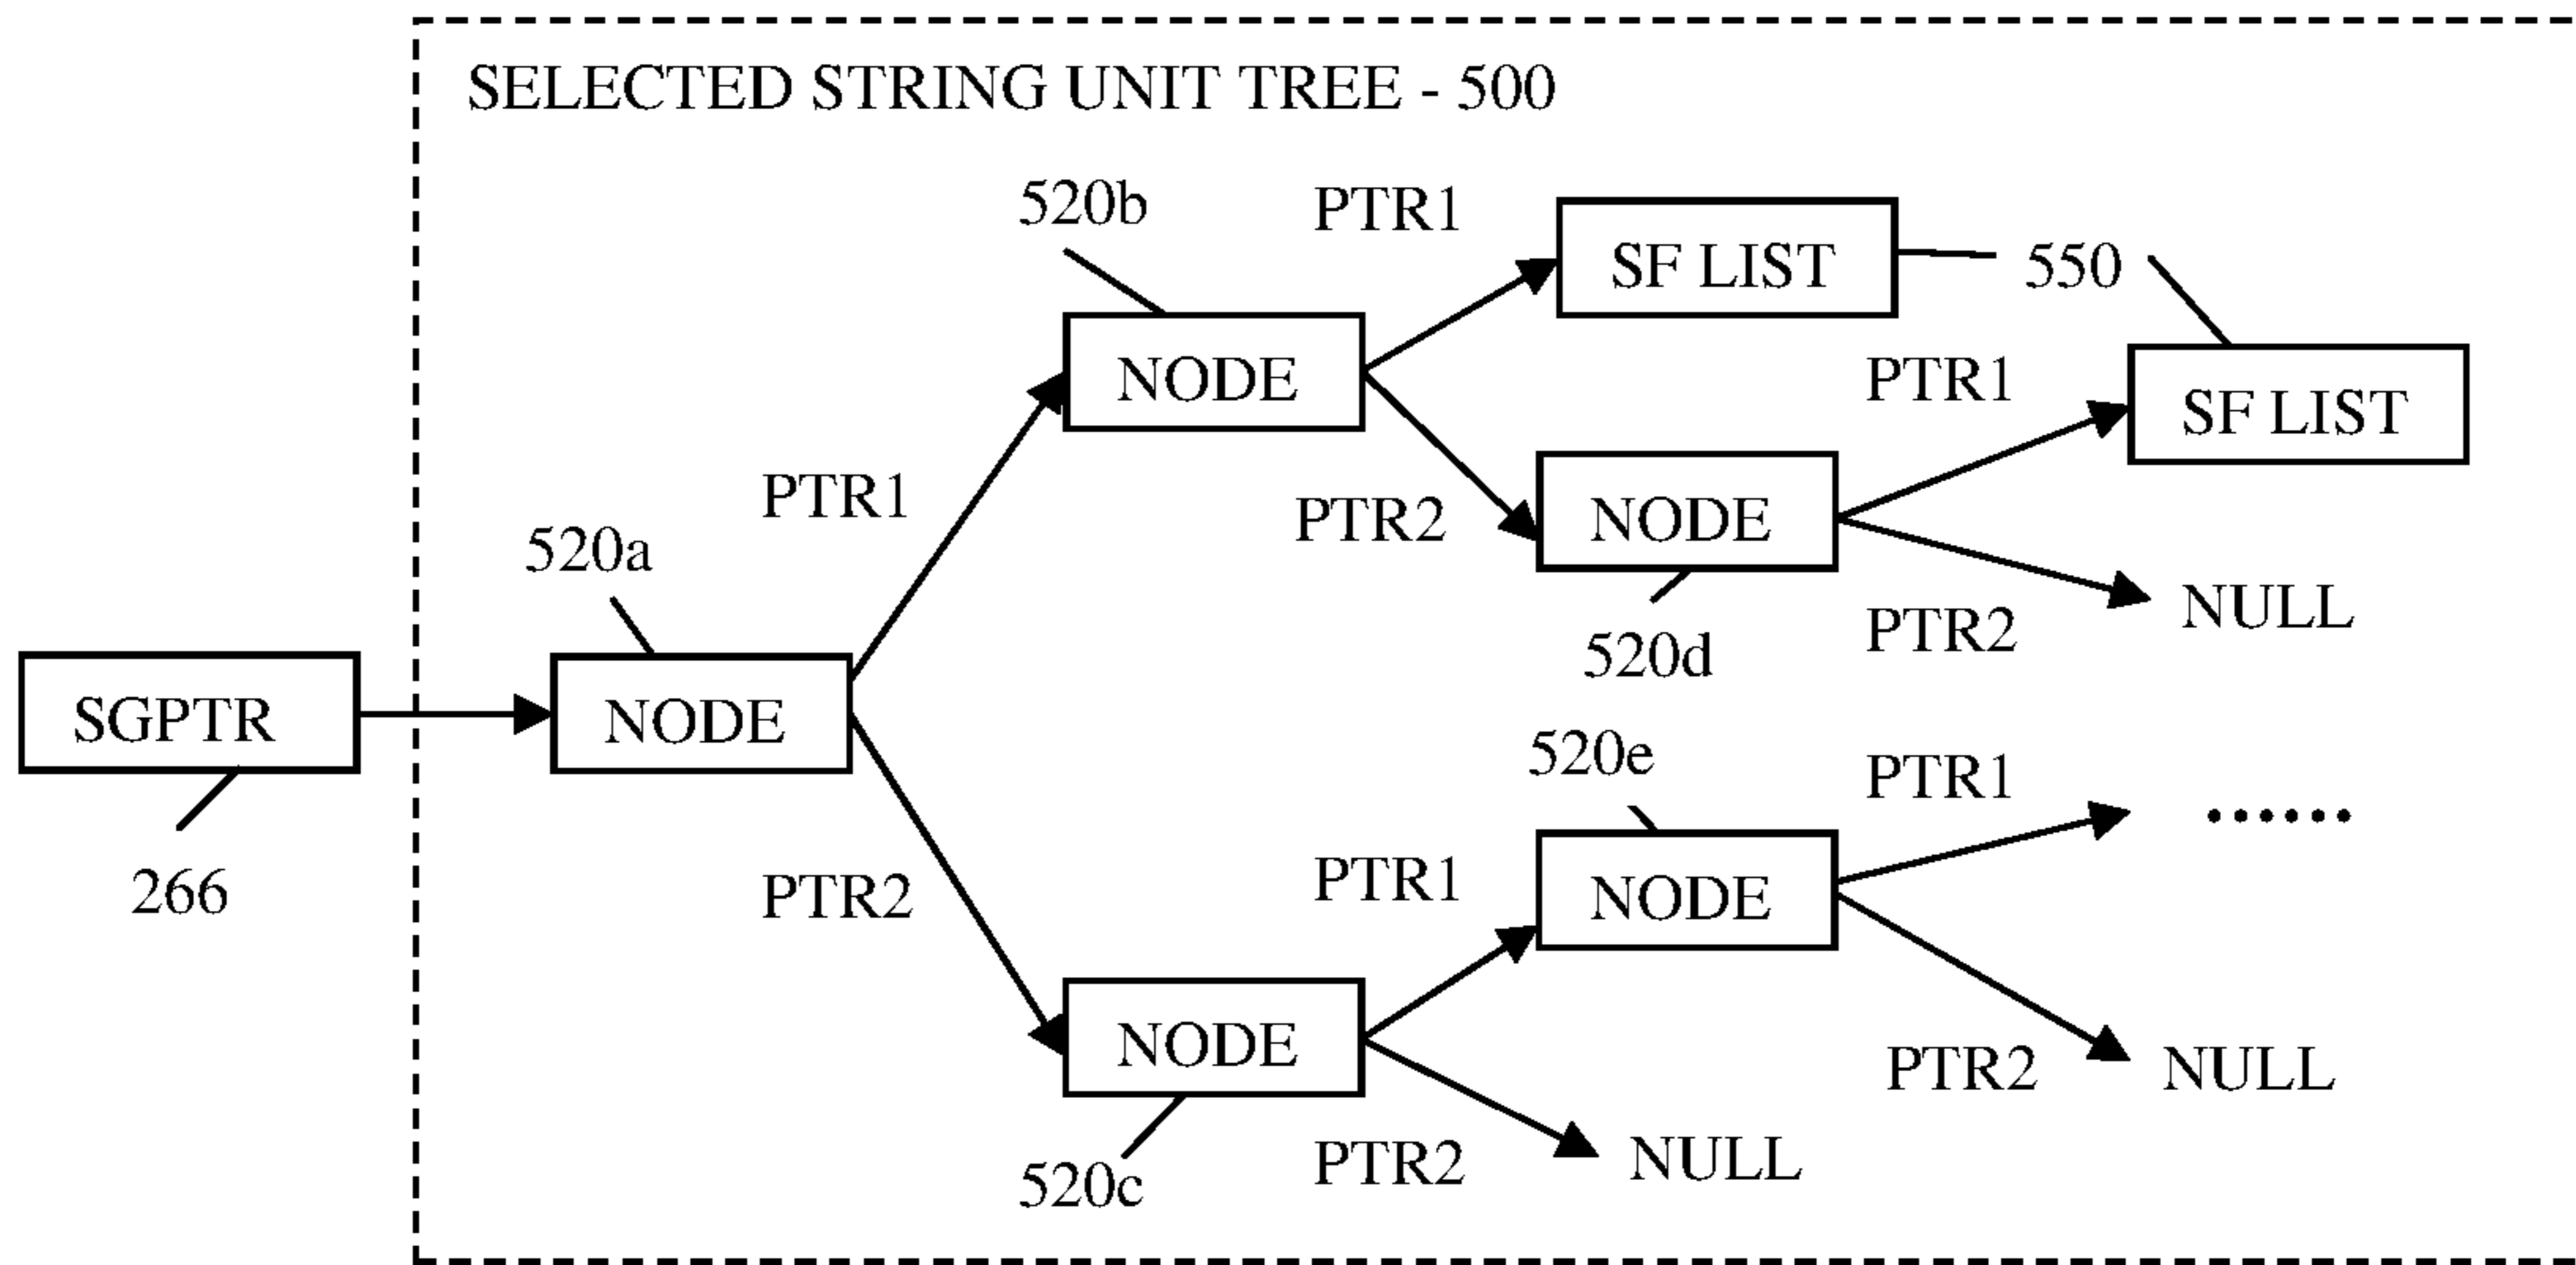 SELECTED STRING UNIT TREE - 500
520b
PTR1
SF LIST
550
NODE
PTR1
SF LIST
PTR1
PTR2
NODE
520a
NULL
PTR2
520d
SGPTR
NODE
520e
PTR1
......
266
PTR2
PTR1
NODE
NODE
PTR2
NULL
520c
PTR2
NULL